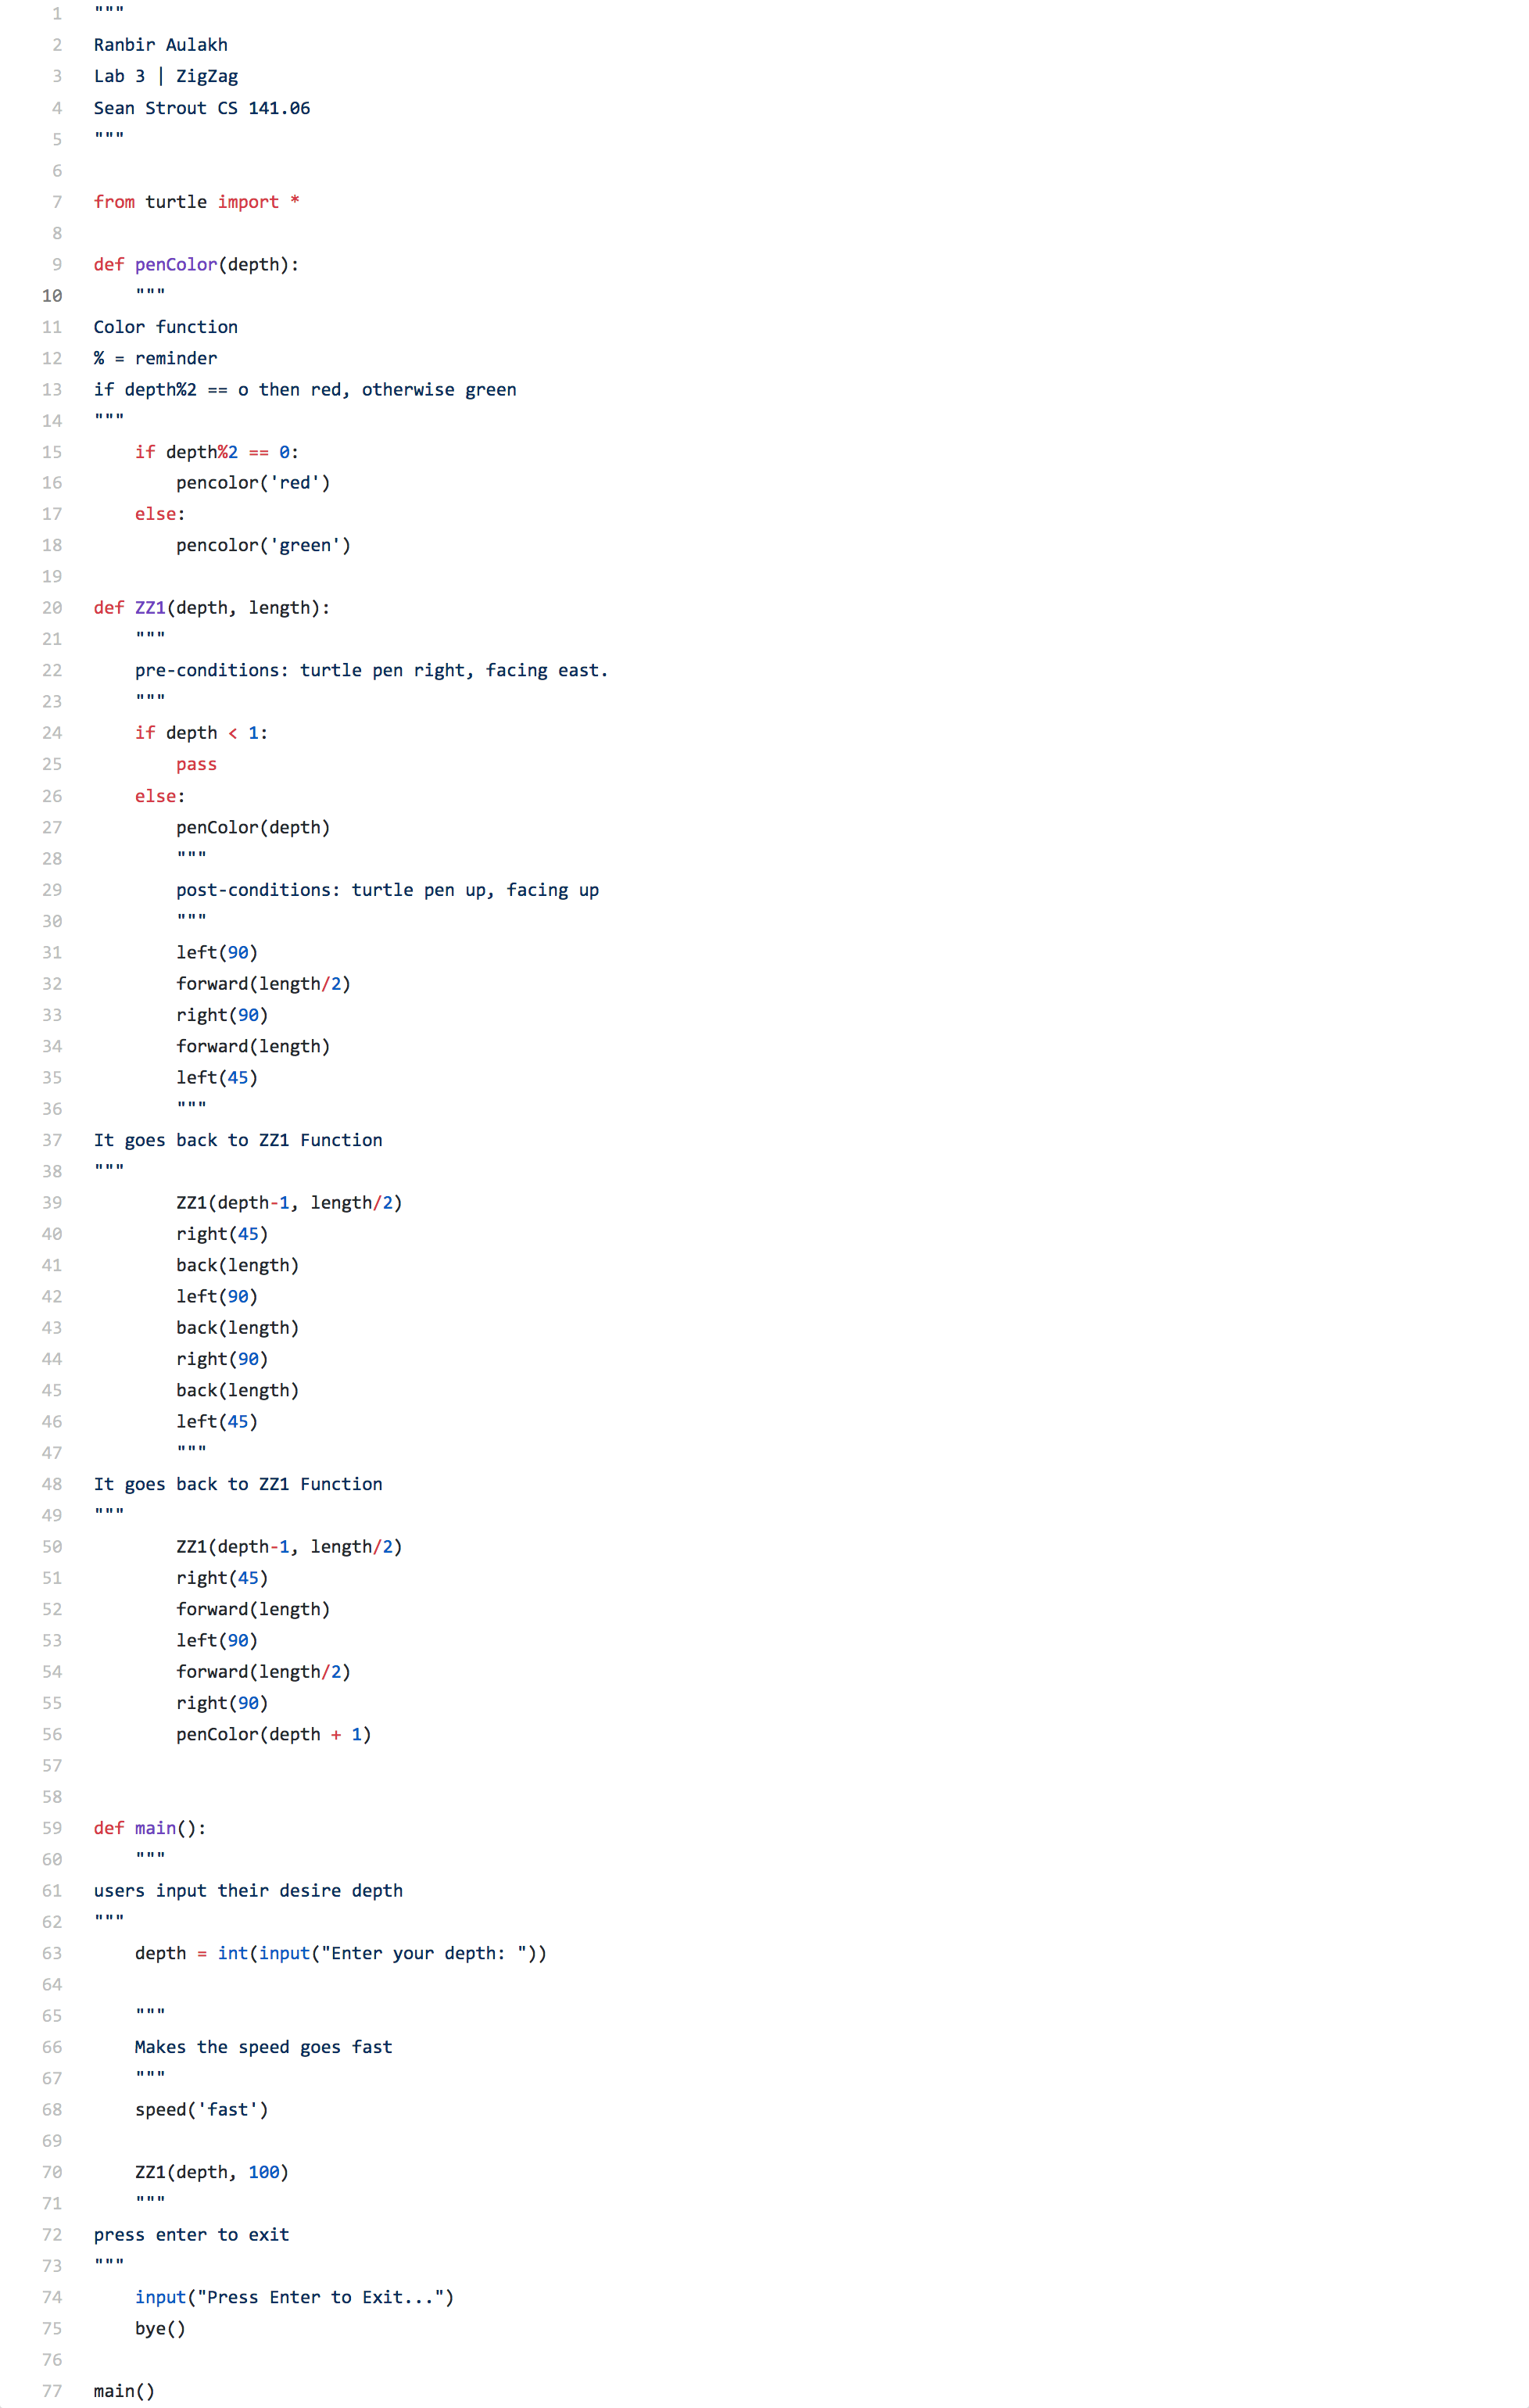 1 """
2 Ranbir Aulakh
3 Lab 3 | ZigZag
4 Sean Strout CS 141.06
5 """
6
7 from turtle import *
8
9 def penColor(depth):
10     """
11 Color function
12 % = reminder
13 if depth%2 == o then red, otherwise green
14 """
15     if depth%2 == 0:
16         pencolor('red')
17     else:
18         pencolor('green')
19
20 def ZZ1(depth, length):
21     """
22     pre-conditions: turtle pen right, facing east.
23     """
24     if depth < 1:
25         pass
26     else:
27         penColor(depth)
28         """
29         post-conditions: turtle pen up, facing up
30         """
31         left(90)
32         forward(length/2)
33         right(90)
34         forward(length)
35         left(45)
36         """
37 It goes back to ZZ1 Function
38 """
39         ZZ1(depth-1, length/2)
40         right(45)
41         back(length)
42         left(90)
43         back(length)
44         right(90)
45         back(length)
46         left(45)
47         """
48 It goes back to ZZ1 Function
49 """
50         ZZ1(depth-1, length/2)
51         right(45)
52         forward(length)
53         left(90)
54         forward(length/2)
55         right(90)
56         penColor(depth + 1)
57
58
59 def main():
60     """
61 users input their desire depth
62 """
63     depth = int(input("Enter your depth: "))
64
65     """
66     Makes the speed goes fast
67     """
68     speed('fast')
69
70     ZZ1(depth, 100)
71     """
72 press enter to exit
73 """
74     input("Press Enter to Exit...")
75     bye()
76
77 main()